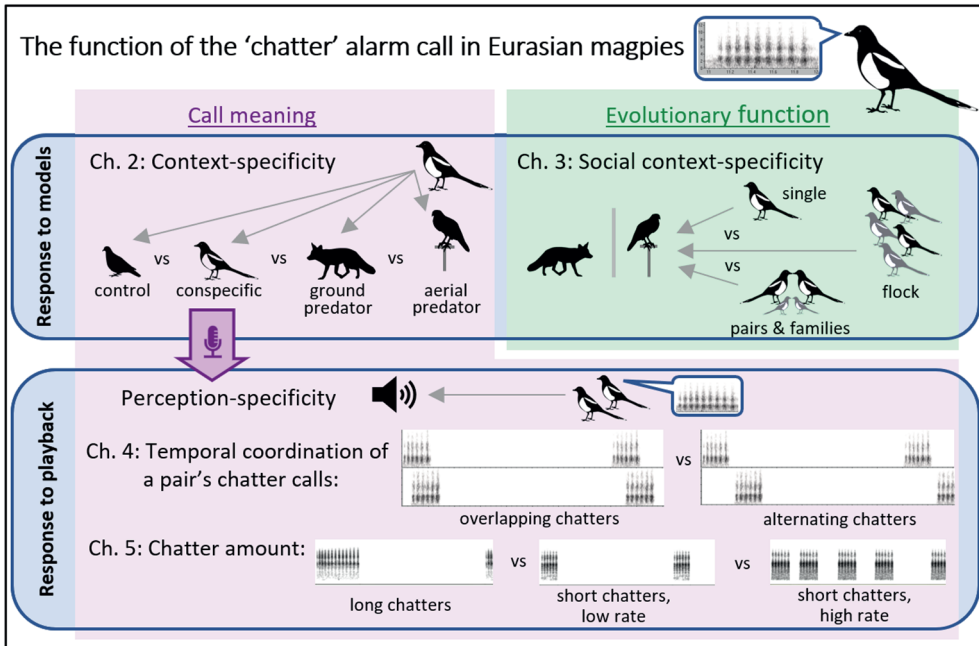 The function of the ‘chatter’ alarm call in Eurasian magpies
Call meaning
Evolutionary function
Response to models
Ch. 2: Context-specificity
control
vs
conspecific
vs
ground
predator
vs
aerial
predator
Ch. 3: Social context-specificity
single
vs
vs
pairs & families
flock
Response to playback
Perception-specificity
Ch. 4: Temporal coordination of
a pair’s chatter calls:
overlapping chatters
vs
alternating chatters
Ch. 5: Chatter amount:
long chatters
vs
short chatters,
low rate
vs
short chatters,
high rate